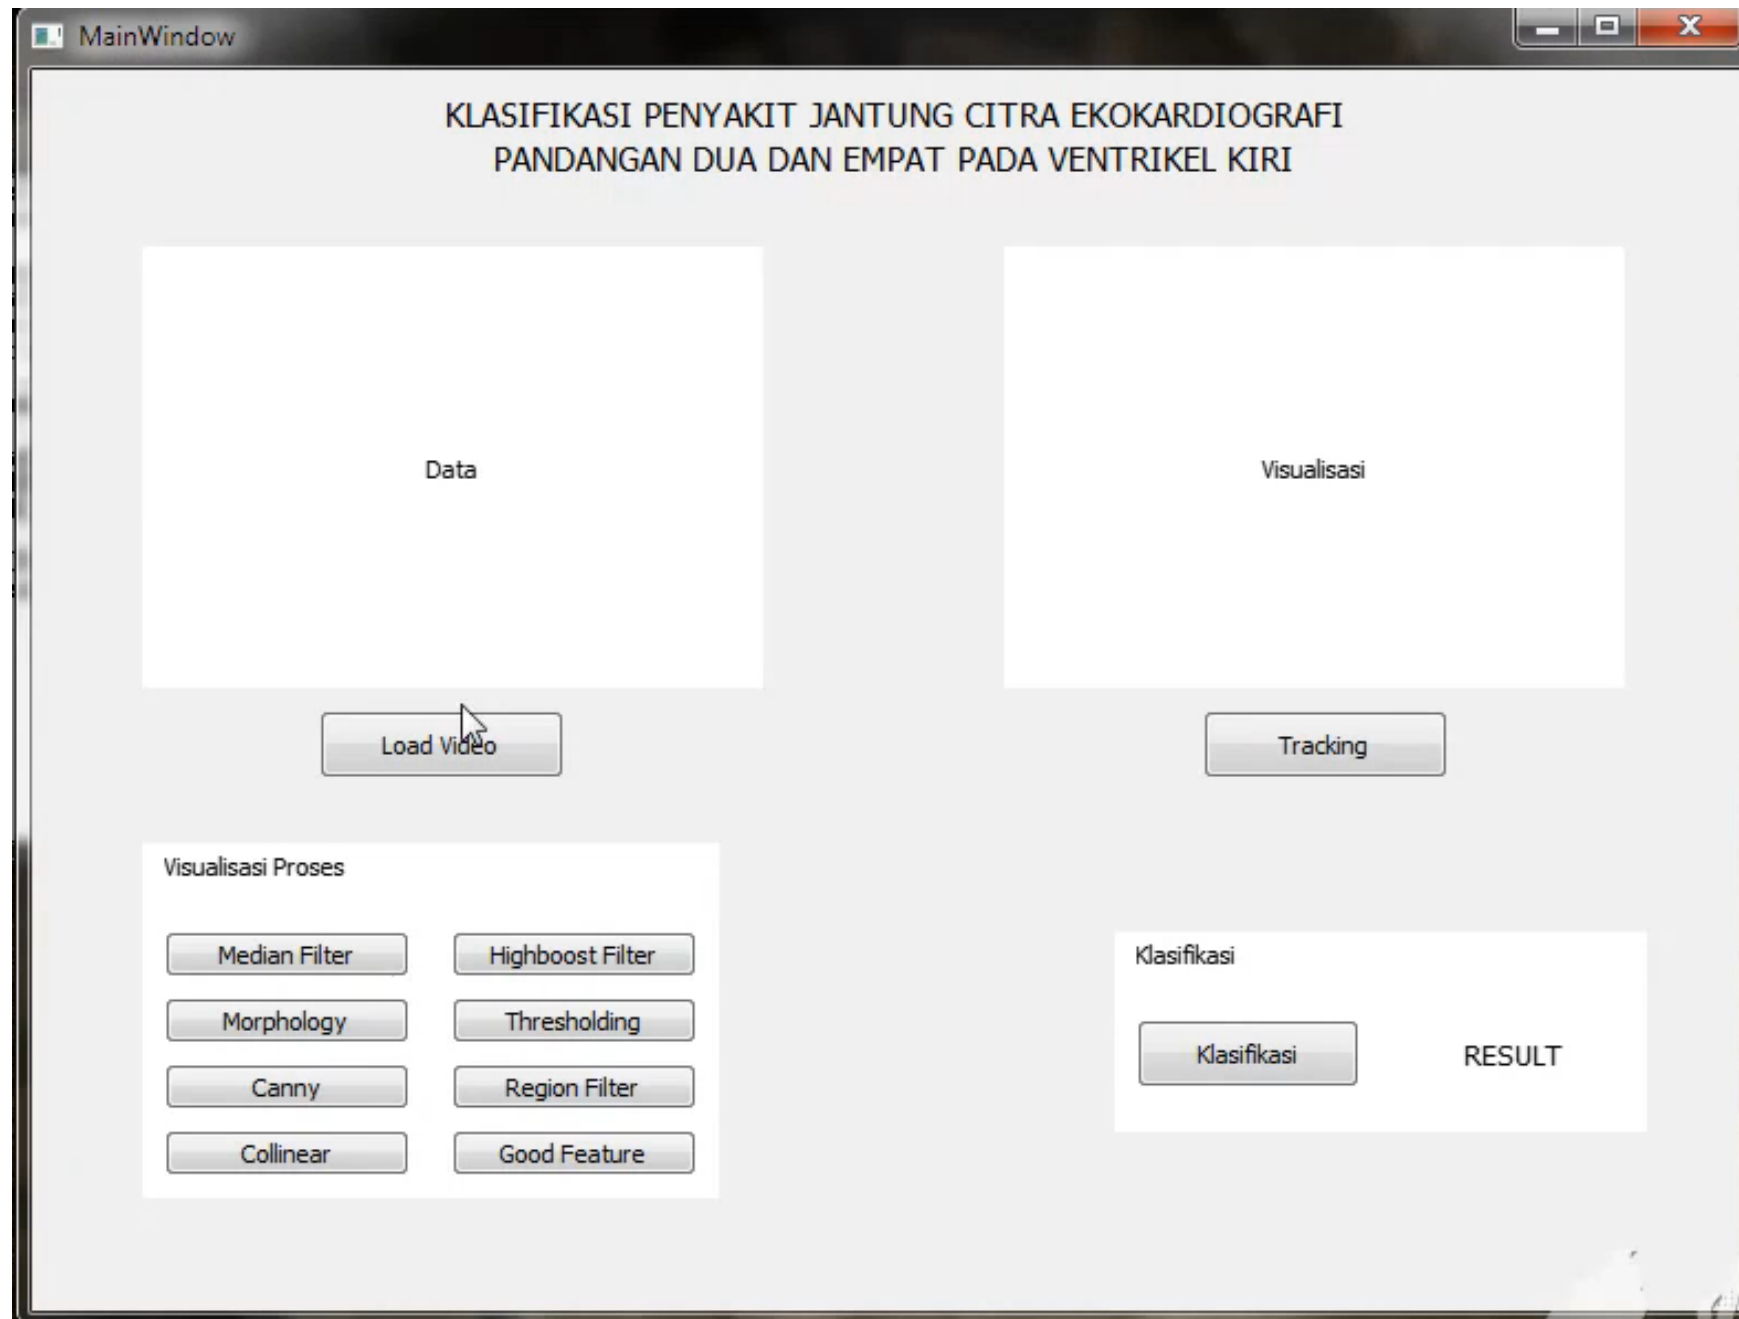 MainWindow
KLASIFIKASI PENYAKIT JANTUNG CITRA EKOKARDIOGRAFI
PANDANGAN DUA DAN EMPAT PADA VENTRIKEL KIRI
Data
Visualisasi
Load Video
Tracking
Visualisasi Proses
Median Filter
Highboost Filter
Morphology
Thresholding
Canny
Region Filter
Collinear
Good Feature
Klasifikasi
Klasifikasi
RESULT